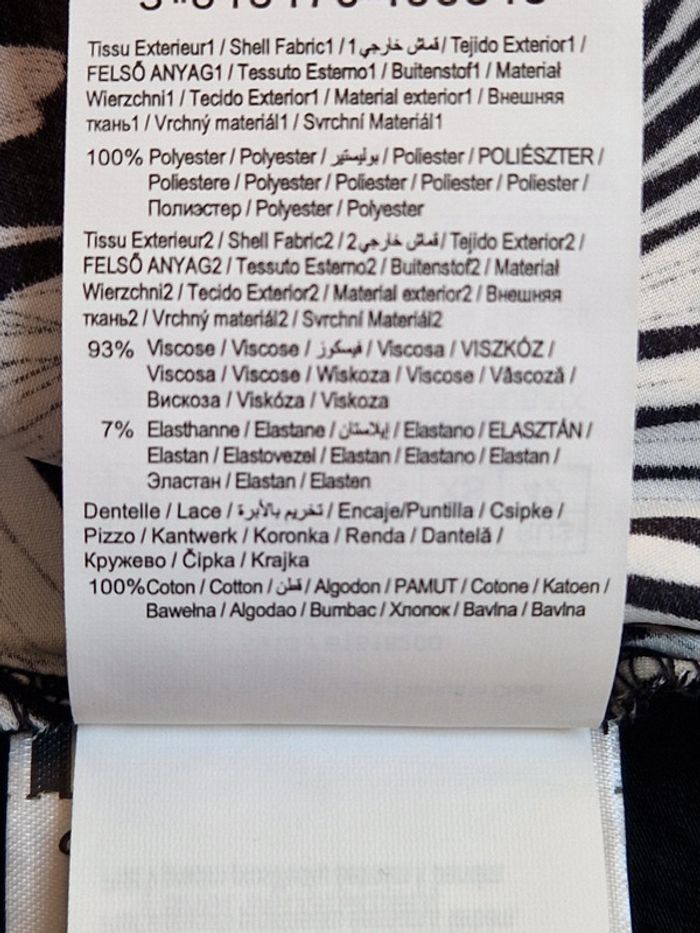 Tissu Exterieur1 / Shell Fabric1 / قماش خارجي1 / Tejido Exterior1 /
FELSŐ ANYAG1 / Tessuto Esterno1 / Buitenstof1 / Materiał
Wierzchni1 / Tecido Exterior1 / Material exterior1 / Внешняя
ткань1 / Vrchný materiál1 / Svrchní Materiál1
100% Polyester / Polyester / بوليستير / Poliester / POLIÉSZTER /
Poliestere / Polyester / Poliester / Poliester / Poliester /
Полиэстер / Polyester / Polyester
Tissu Exterieur2 / Shell Fabric2 / قماش خارجي2 / Tejido Exterior2 /
FELSŐ ANYAG2 / Tessuto Esterno2 / Buitenstof2 / Materiał
Wierzchni2 / Tecido Exterior2 / Material exterior2 / Внешняя
ткань2 / Vrchný materiál2 / Svrchní Materiál2
93% Viscose / Viscose / فيسكوز / Viscosa / VISZKÓZ /
Viscosa / Viscose / Wiskoza / Viscose / Vâscoză /
Вискоза / Viskóza / Viskoza
7% Elasthanne / Elastane / إيلاستان / Elastano / ELASZTÁN /
Elastan / Elastovezel / Elastan / Elastano / Elastan /
Эластан / Elastan / Elasten
Dentelle / Lace / تخريم بالأبرة / Encaje/Puntilla / Csipke /
Pizzo / Kantwerk / Koronka / Renda / Dantelă /
Кружево / Čipka / Krajka
100% Coton / Cotton / قطن / Algodon / PAMUT / Cotone / Katoen /
Bawełna / Algodao / Bumbac / Хлопок / Bavlna / Bavlna